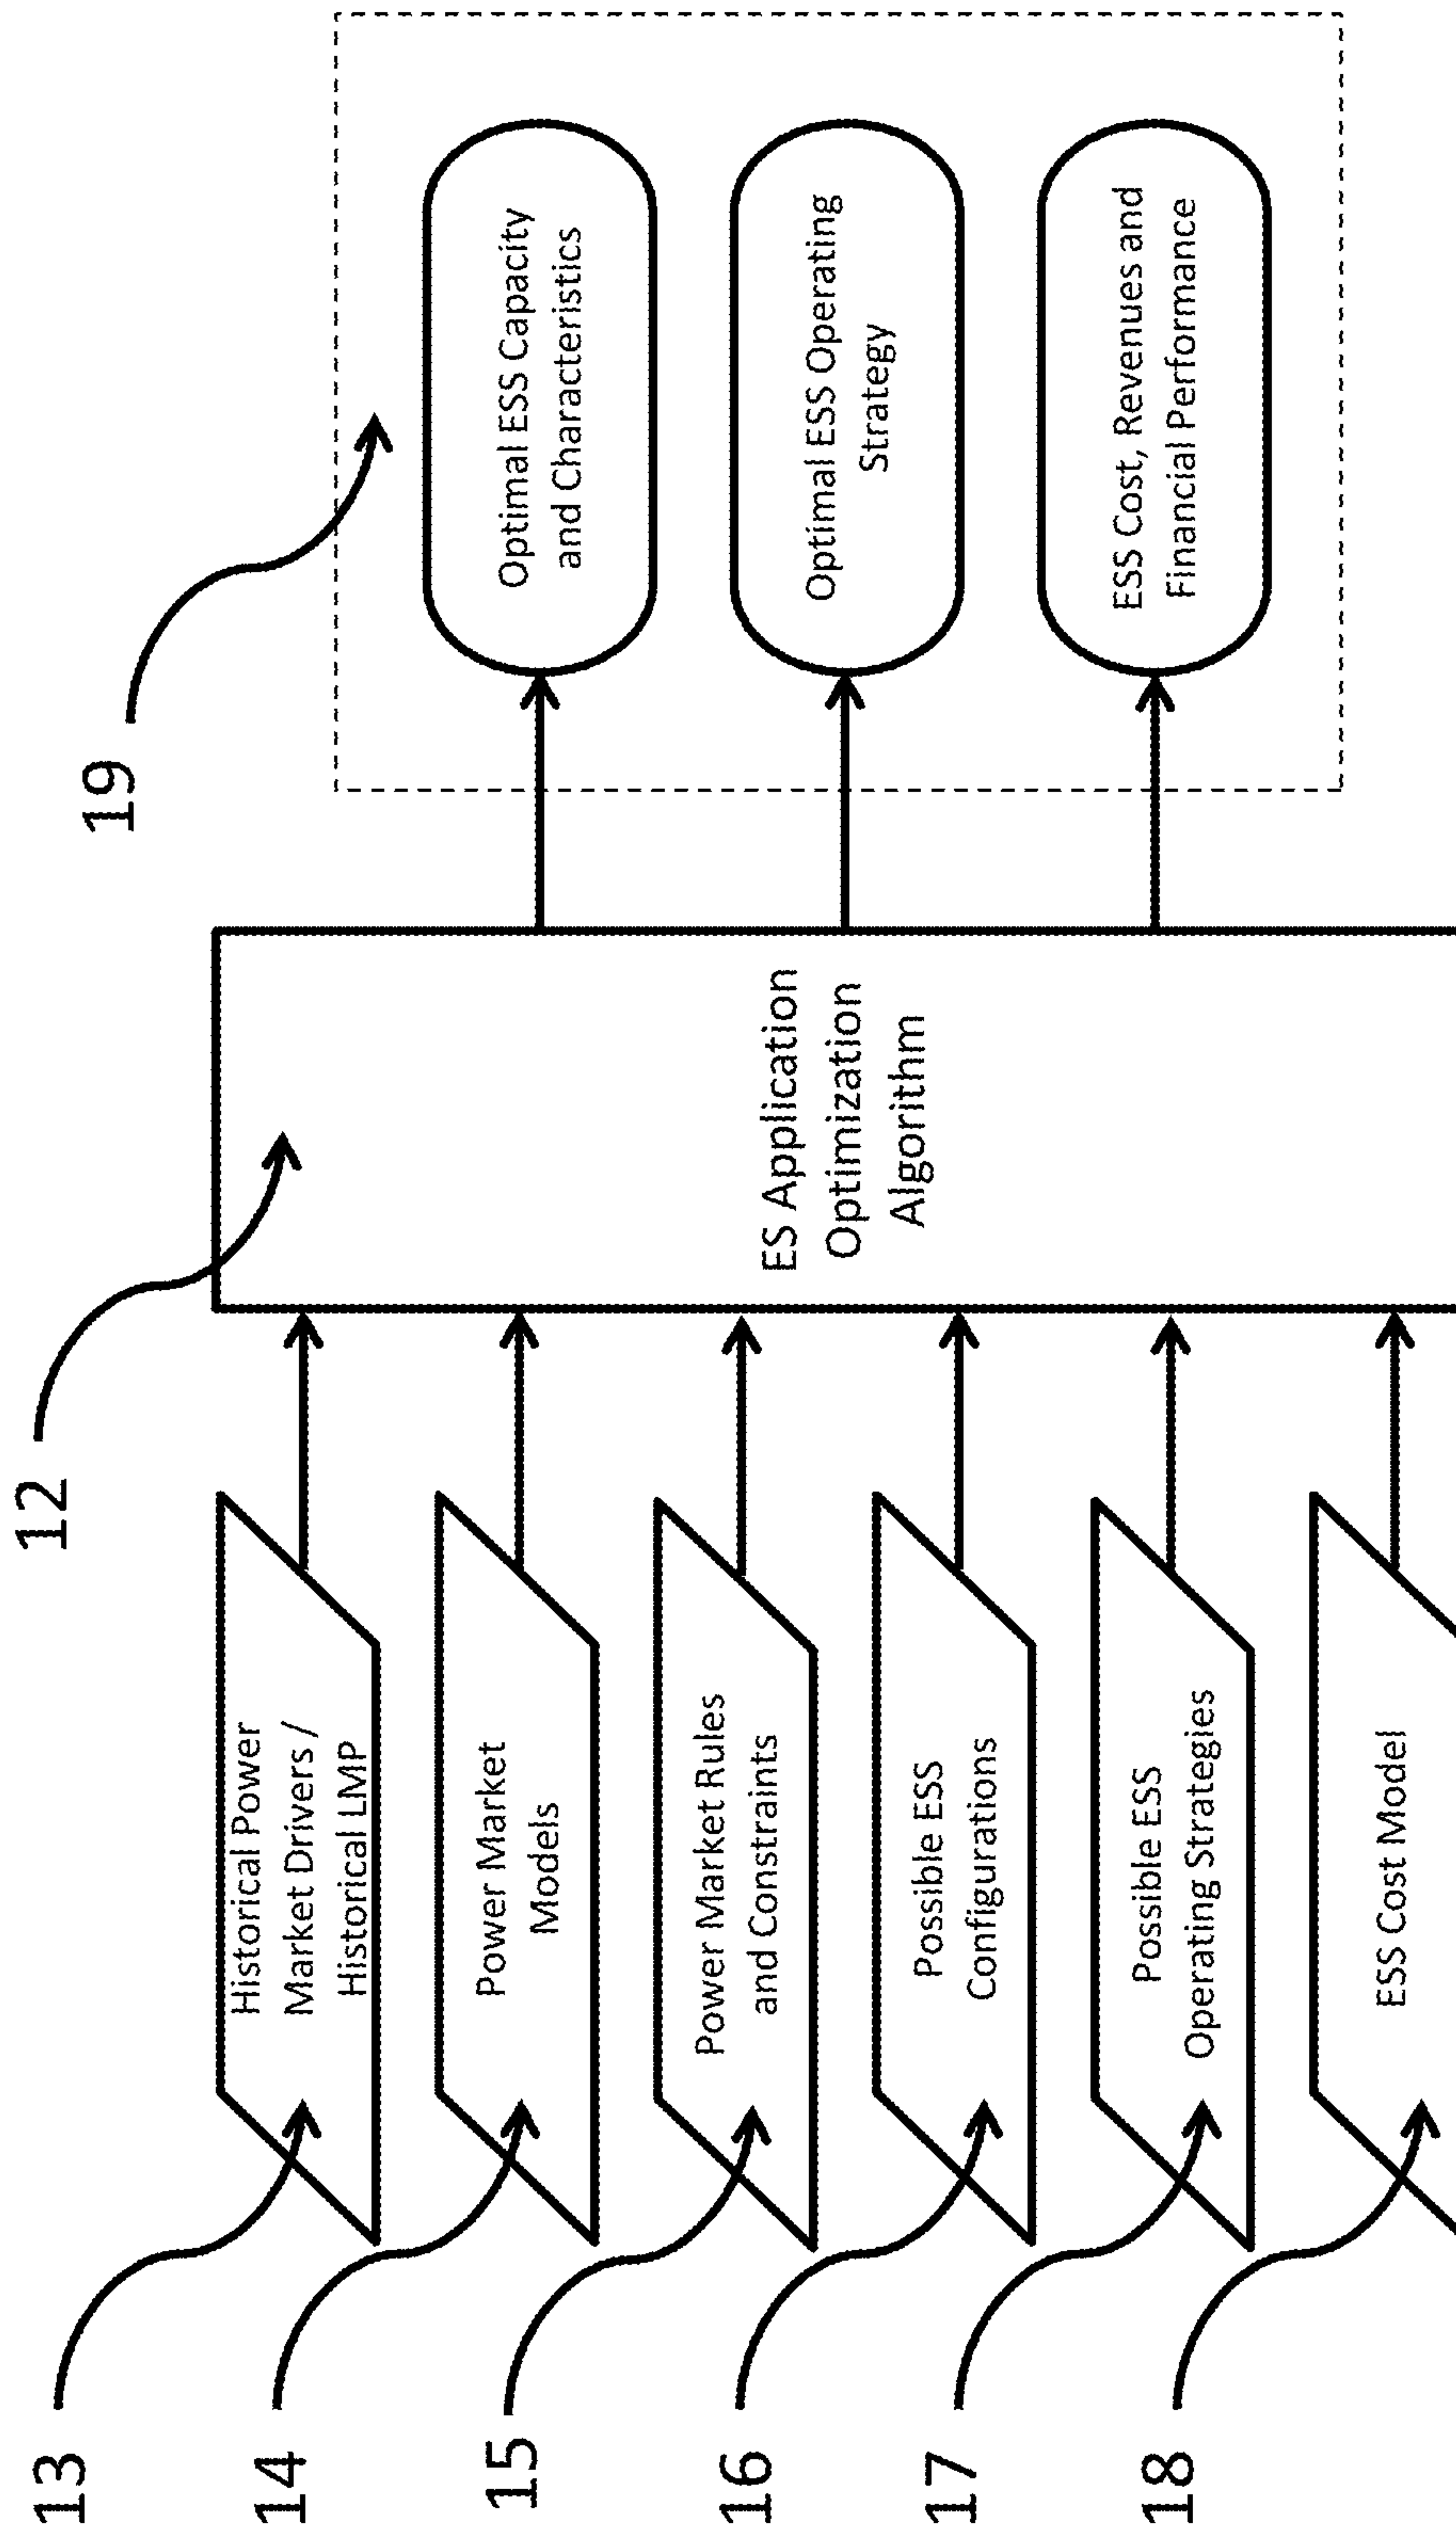 13
Historical Power
Market Drivers /
Historical LMP
14
Power Market
Models
15
Power Market Rules
and Constraints
16
Possible ESS
Configurations
17
Possible ESS
Operating Strategies
18
ESS Cost Model
12
ES Application
Optimization
Algorithm
19
Optimal ESS Capacity
and Characteristics
Optimal ESS Operating
Strategy
ESS Cost, Revenues and
Financial Performance